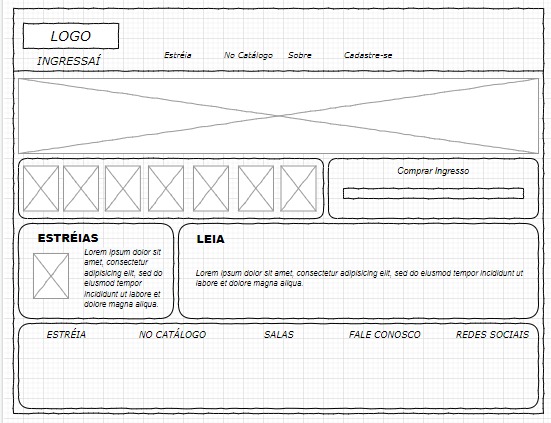 LOGO
INGRESSAÍ
Estréia No Catálogo Sobre Cadastre-se
Comprar Ingresso
ESTRÉIAS
Lorem ipsum dolor sit
amet, consectetur
adipisicing elit, sed do
eiusmod tempor
incididunt ut labore et
dolore magna aliqua.
LEIA
Lorem ipsum dolor sit amet, consectetur adipisicing elit, sed do eiusmod tempor incididunt ut
labore et dolore magna aliqua.
ESTRÉIA NO CATÁLOGO SALAS FALE CONOSCO REDES SOCIAIS